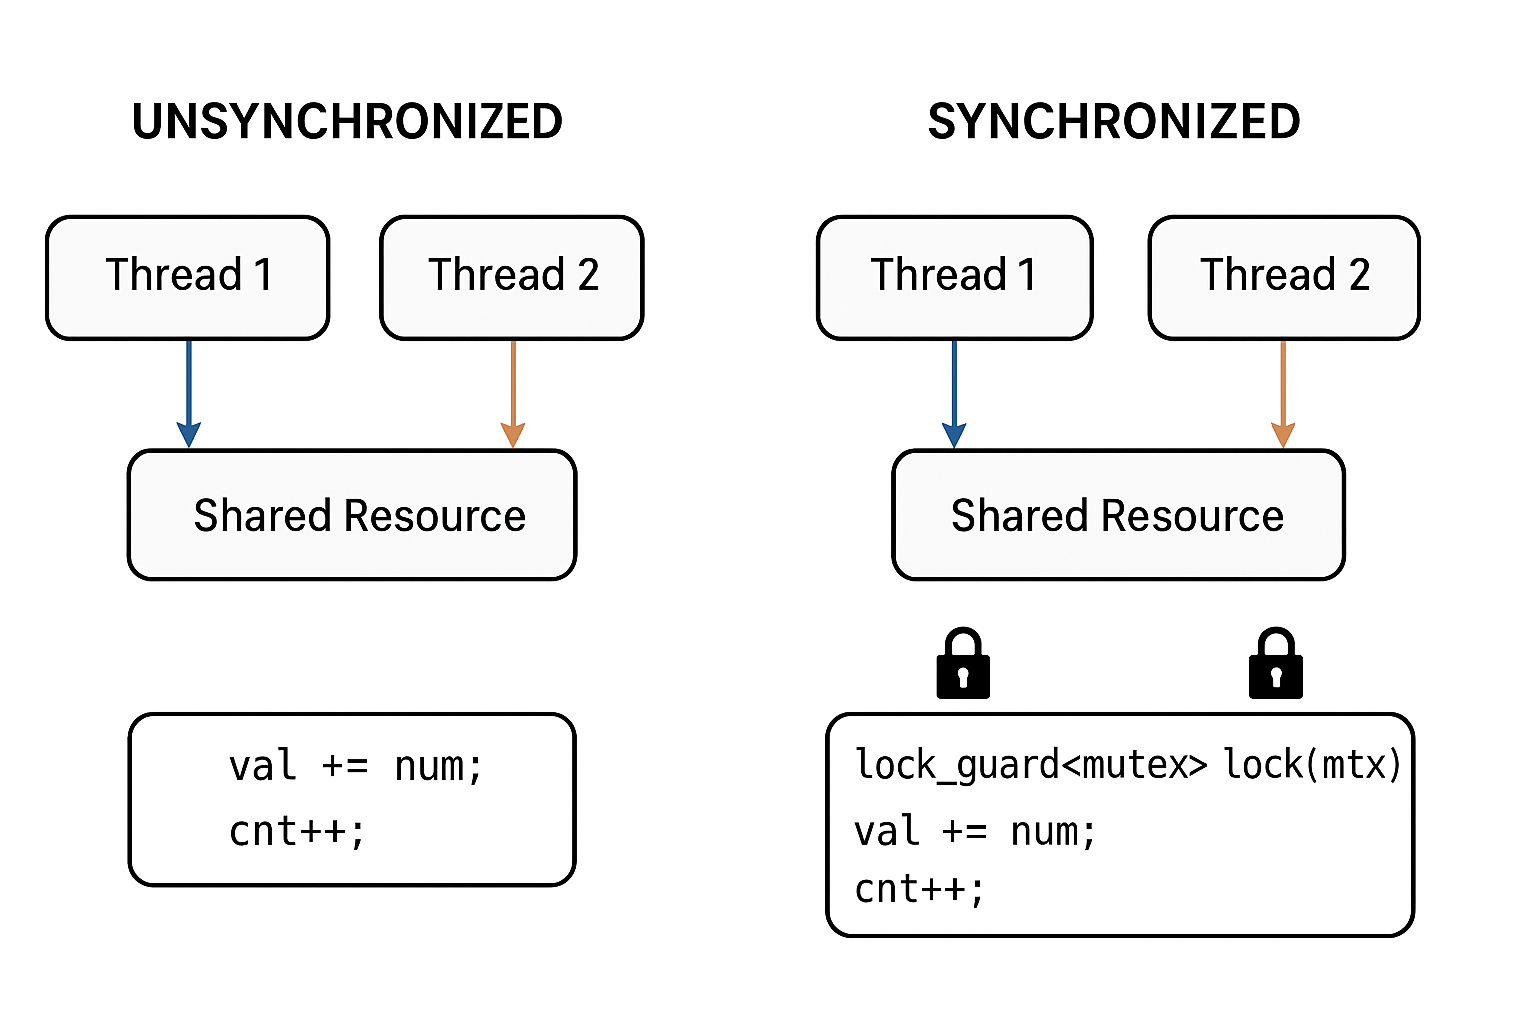 UNSYNCHRONIZED
Thread 1
Thread 2
Shared Resource
val += num;
cnt++;
SYNCHRONIZED
Thread 1
Thread 2
Shared Resource
lock_guard<mutex> lock(mtx)
val += num;
cnt++;